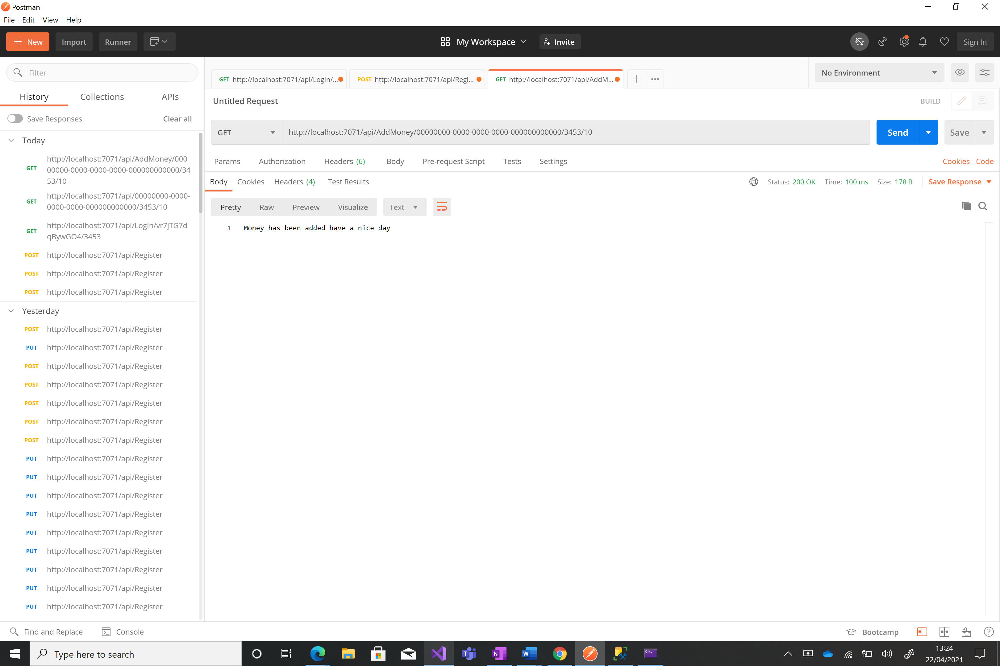 Postman
File Edit View Help
New Import Runner My Workspace Invite Sign In
Filter
History Collections APIs
Save Responses Clear all
Today
GET http://localhost:7071/api/AddMoney/000
00000-0000-0000-0000-000000000000/34
53/10
GET http://localhost:7071/api/00000000-0000-
0000-0000-000000000000/3453/10
GET http://localhost:7071/api/LogIn/vr7jTG7d
qBywGO4/3453
POST http://localhost:7071/api/Register
POST http://localhost:7071/api/Register
POST http://localhost:7071/api/Register
Yesterday
POST http://localhost:7071/api/Register
PUT http://localhost:7071/api/Register
POST http://localhost:7071/api/Register
POST http://localhost:7071/api/Register
POST http://localhost:7071/api/Register
POST http://localhost:7071/api/Register
POST http://localhost:7071/api/Register
PUT http://localhost:7071/api/Register
PUT http://localhost:7071/api/Register
PUT http://localhost:7071/api/Register
PUT http://localhost:7071/api/Register
PUT http://localhost:7071/api/Register
PUT http://localhost:7071/api/Register
PUT http://localhost:7071/api/Register
PUT http://localhost:7071/api/Register
PUT http://localhost:7071/api/Register
GET http://localhost:7071/api/LogIn/... POST http://localhost:7071/api/Regi... GET http://localhost:7071/api/AddM... No Environment
Untitled Request BUILD
GET http://localhost:7071/api/AddMoney/00000000-0000-0000-0000-000000000000/3453/10 Send Save
Params Authorization Headers (6) Body Pre-request Script Tests Settings Cookies Code
Body Cookies Headers (4) Test Results Status: 200 OK Time: 100 ms Size: 178 B Save Response
Pretty Raw Preview Visualize Text
1 Money has been added have a nice day
Find and Replace Console Bootcamp
Type here to search
13:24
22/04/2021